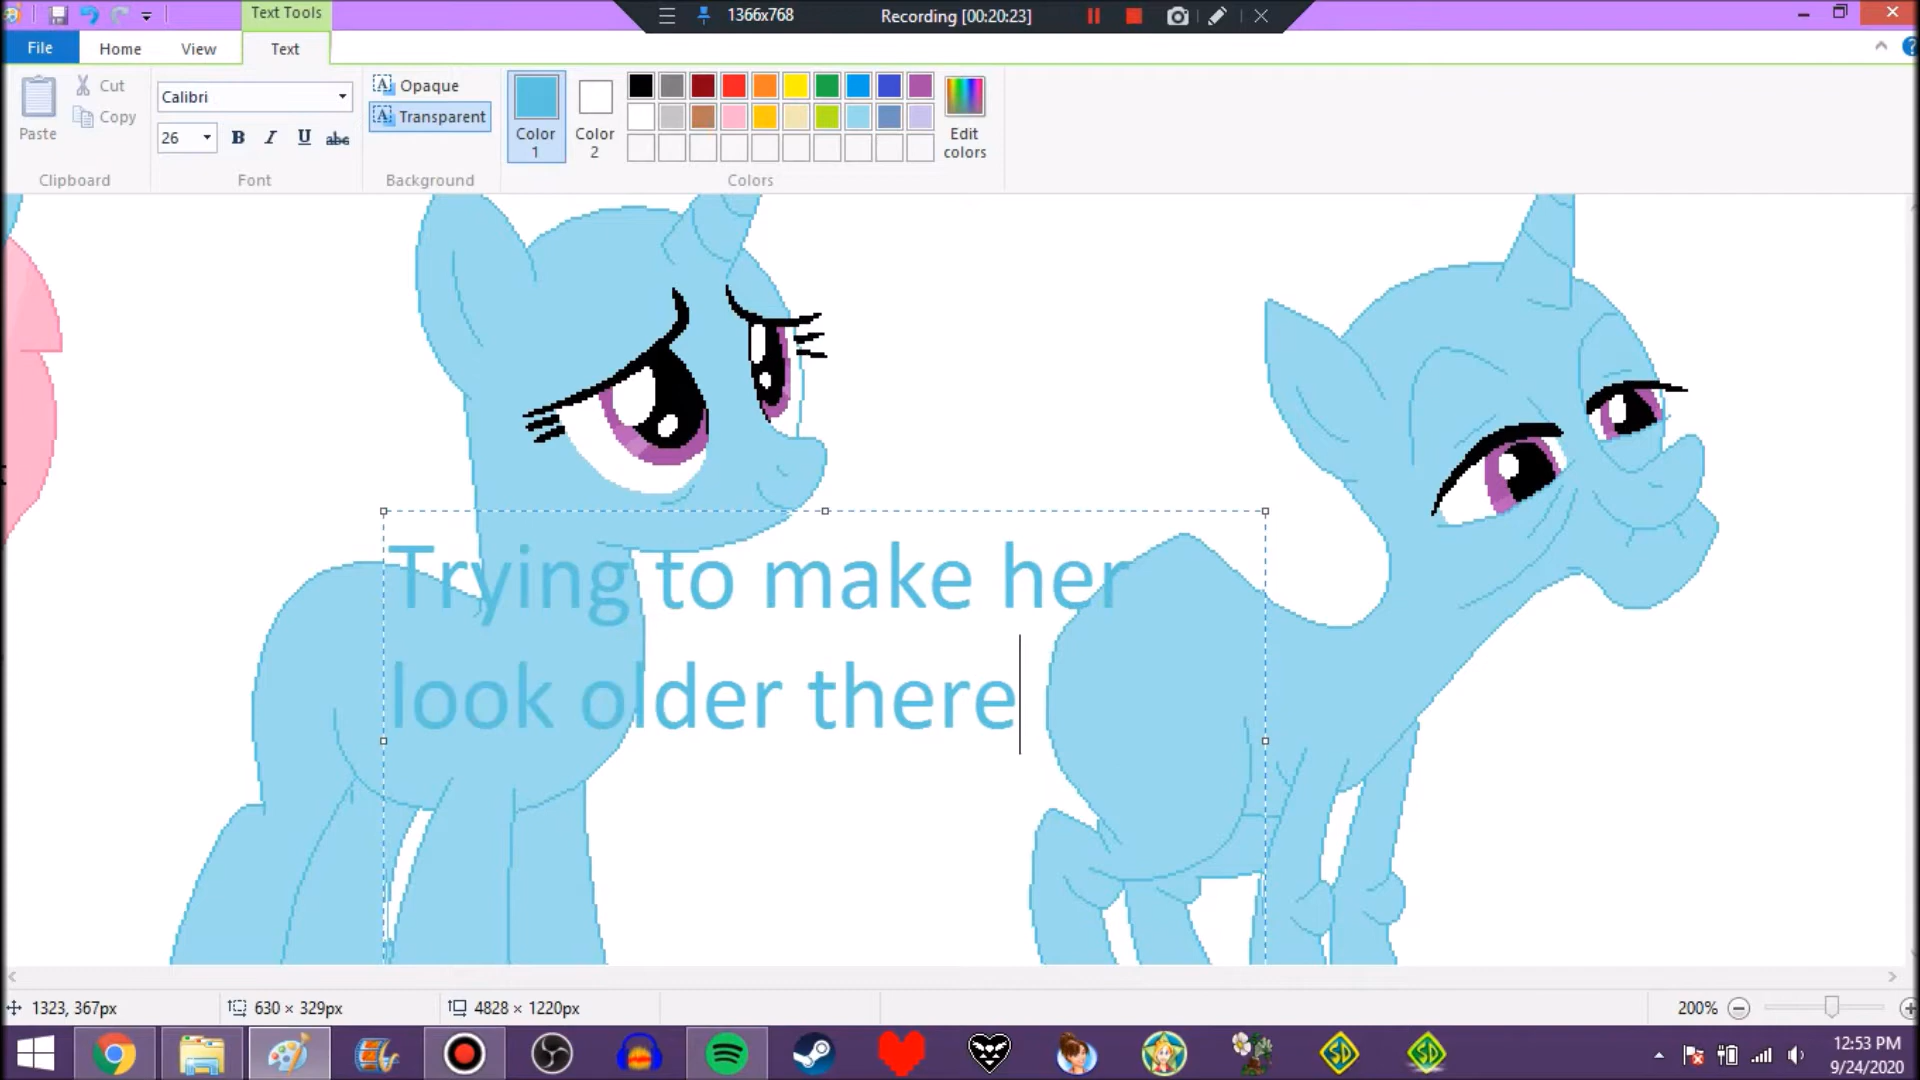 Text Tools
1366x768
Recording [00:20:23]
File
Home
View
Text
Paste
Cut
Copy
Clipboard
Calibri
26
B
I
U
abc
Font
A
Opaque
A
Transparent
Background
Color
1
Color
2
Colors
Edit
colors
Trying to make her
look older there
1323, 367px
630 × 329px
4828 × 1220px
200%
SD
SD
12:53 PM
9/24/2020